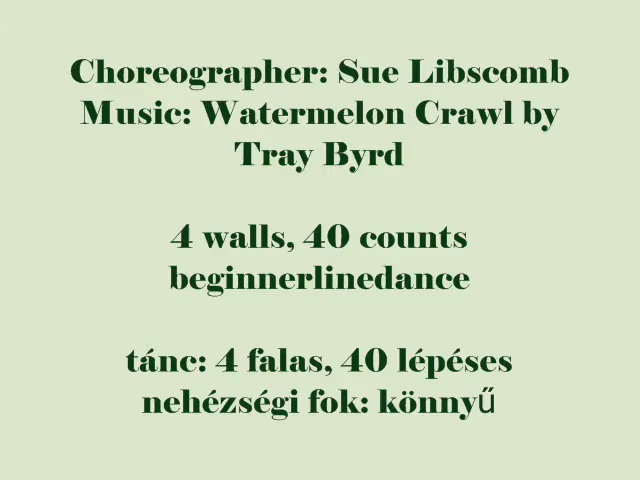 Choreographer: Sue Libscomb
Music: Watermelon Crawl by
Tray Byrd
4 walls, 40 counts
beginnerlinedance
tánc: 4 falas, 40 lépéses
nehézségi fok: könnyű